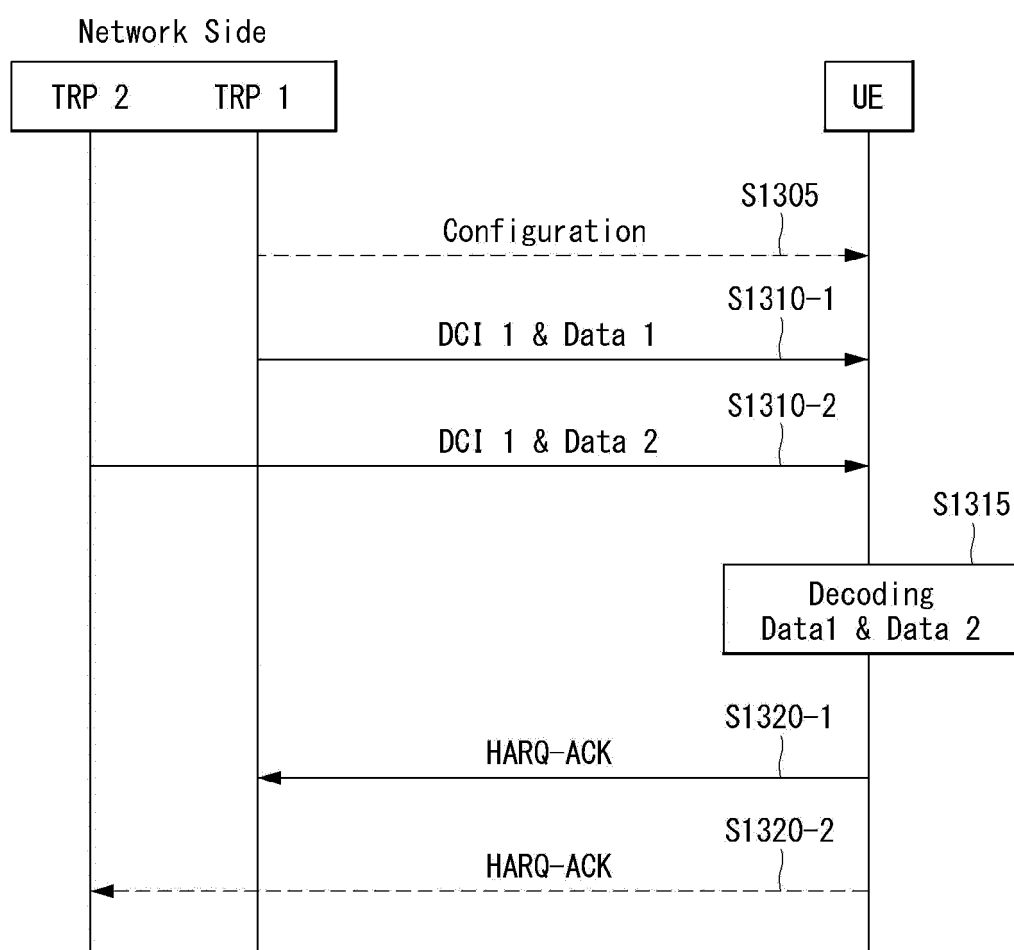 Network Side
TRP 2
TRP 1
UE
S1305
Configuration
S1310-1
DCI 1 & Data 1
S1310-2
DCI 1 & Data 2
S1315
Decoding
Data1 & Data 2
S1320-1
HARQ-ACK
S1320-2
HARQ-ACK